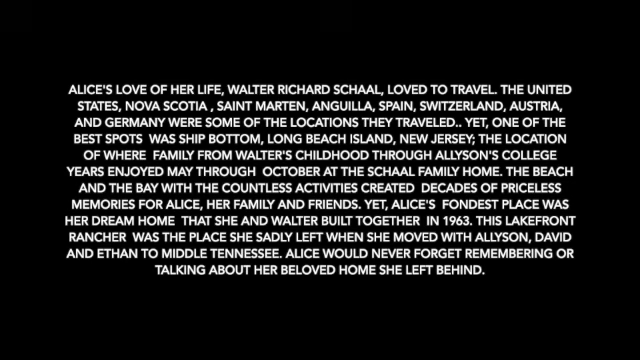 ALICE'S LOVE OF HER LIFE, WALTER RICHARD SCHAAL, LOVED TO TRAVEL. THE UNITED
STATES, NOVA SCOTIA , SAINT MARTEN, ANGUILLA, SPAIN, SWITZERLAND, AUSTRIA,
AND GERMANY WERE SOME OF THE LOCATIONS THEY TRAVELED.. YET, ONE OF THE
BEST SPOTS  WAS SHIP BOTTOM, LONG BEACH ISLAND, NEW JERSEY; THE LOCATION
OF WHERE  FAMILY FROM WALTER'S CHILDHOOD THROUGH ALLYSON'S COLLEGE
YEARS ENJOYED MAY THROUGH  OCTOBER AT THE SCHAAL FAMILY HOME. THE BEACH
AND THE BAY WITH THE COUNTLESS ACTIVITIES CREATED  DECADES OF PRICELESS
MEMORIES FOR ALICE, HER FAMILY AND FRIENDS. YET, ALICE'S  FONDEST PLACE WAS
HER DREAM HOME  THAT SHE AND WALTER BUILT TOGETHER  IN 1963. THIS LAKEFRONT
RANCHER  WAS THE PLACE SHE SADLY LEFT WHEN SHE MOVED WITH ALLYSON, DAVID
AND ETHAN TO MIDDLE TENNESSEE. ALICE WOULD NEVER FORGET REMEMBERING OR
TALKING ABOUT HER BELOVED HOME SHE LEFT BEHIND.